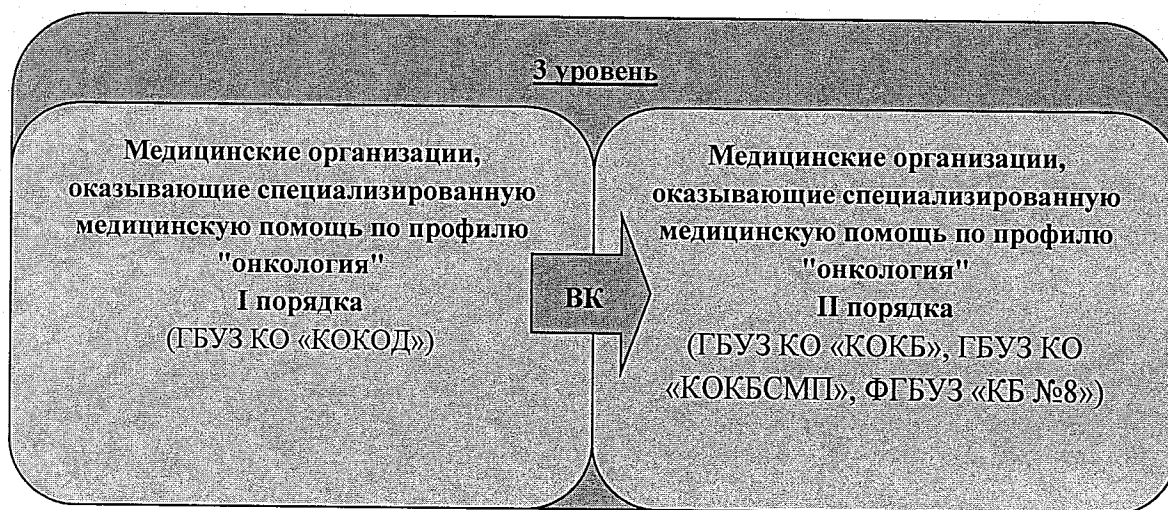 3 уровень
Медицинские организации,
оказывающие специализированную
медицинскую помощь по профилю
"онкология"
I порядка
(ГБУЗ КО «КОКОД»)
ВК
Медицинские организации,
оказывающие специализированную
медицинскую помощь по профилю
"онкология"
II порядка
(ГБУЗ КО «КОКБ», ГБУЗ КО
«КОКБСМП», ФГБУЗ «КБ №8»)